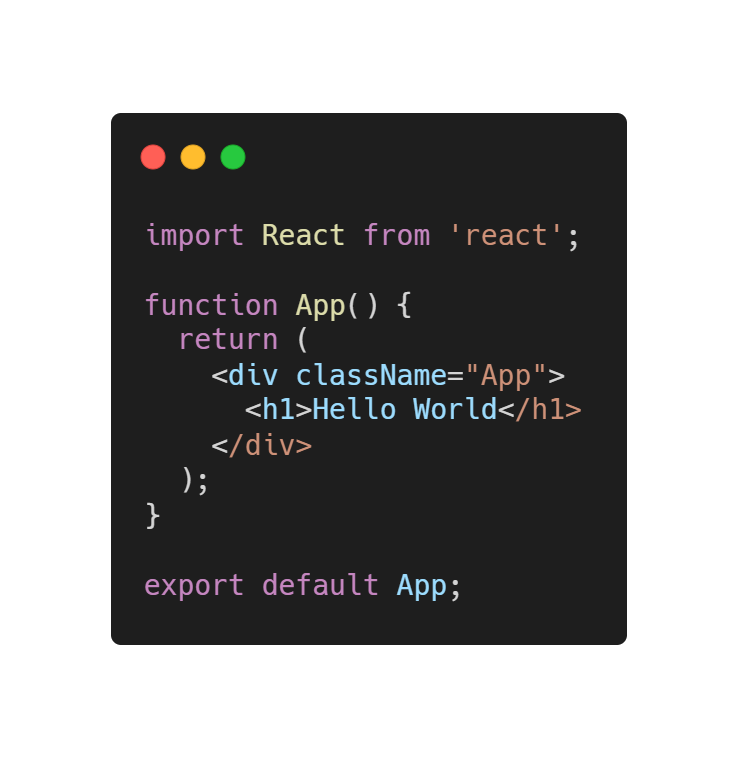 import React from 'react';

function App() {
  return (
    <div className="App">
      <h1>Hello World</h1>
    </div>
  );
}

export default App;